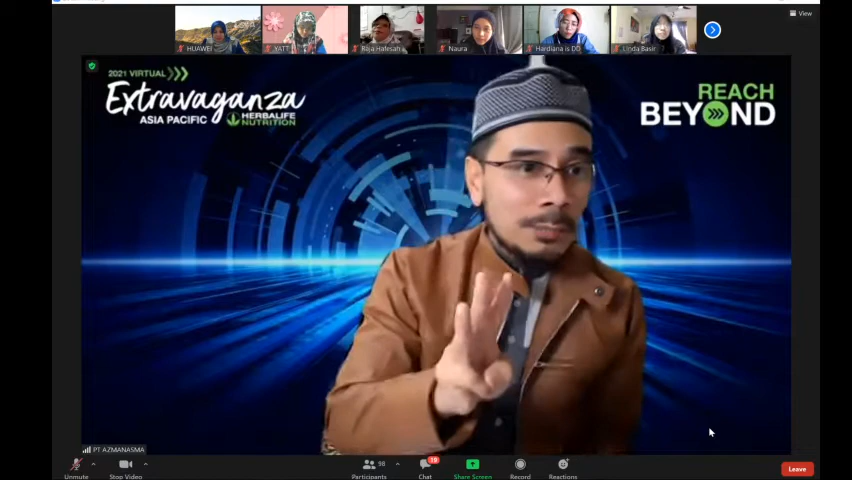 View
HUAWEI
YATT
Raja Hafesah
Naura
Hardiana is DD
Linda Basir
2021 VIRTUAL
Extravaganza
ASIA PACIFIC
HERBALIFE
NUTRITION
REACH
BEYOND
PT AZMANASMA
Unmute
Stop Video
98
Participants
19
Chat
Share Screen
Record
Reactions
Leave